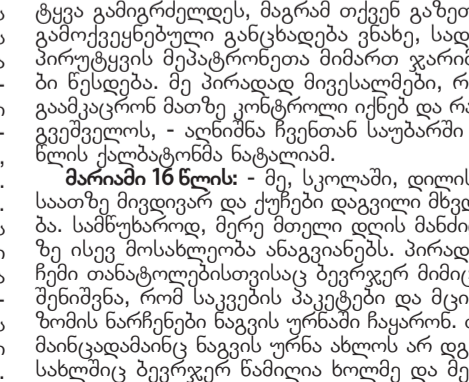 ტყვა გამიგრძელდეს, მაგრამ თქვენ გაზეთ
გამოქვეყნებული განცხადება ვნახე, სად
პირუტყვის მეპატრონეთა მიმართ ჯარიმ
ბი წესდება. მე პირადად მივესალმები, რ
გაამკაცრონ მათზე კონტროლი იქნებ და რა
გვეშველოს, - აღნიშნა ჩვენთან საუბარში
წლის ქალბატონმა ნატალიამ.
მარიამი 16 წლის: - მე, სკოლაში, დილის
საათზე მივდივარ და ქუჩები დაგვილი მხვდ
ბა. სამწუხაროდ, მერე მთელი დღის მანძი
ზე ისევ მოსახლეობა ანაგვიანებს. პირად
ჩემი თანატოლებისთვისაც ბევრჯერ მიმიც
შენიშვნა, რომ საკვების პაკეტები და მცი
ზომის ნარჩენები ნაგვის ურნაში ჩაყარონ.
მაინცადამაინც ნაგვის ურნა ახლოს არ დგ
სახლშიც ბევრჯერ წამიღია ხოლმე და მე